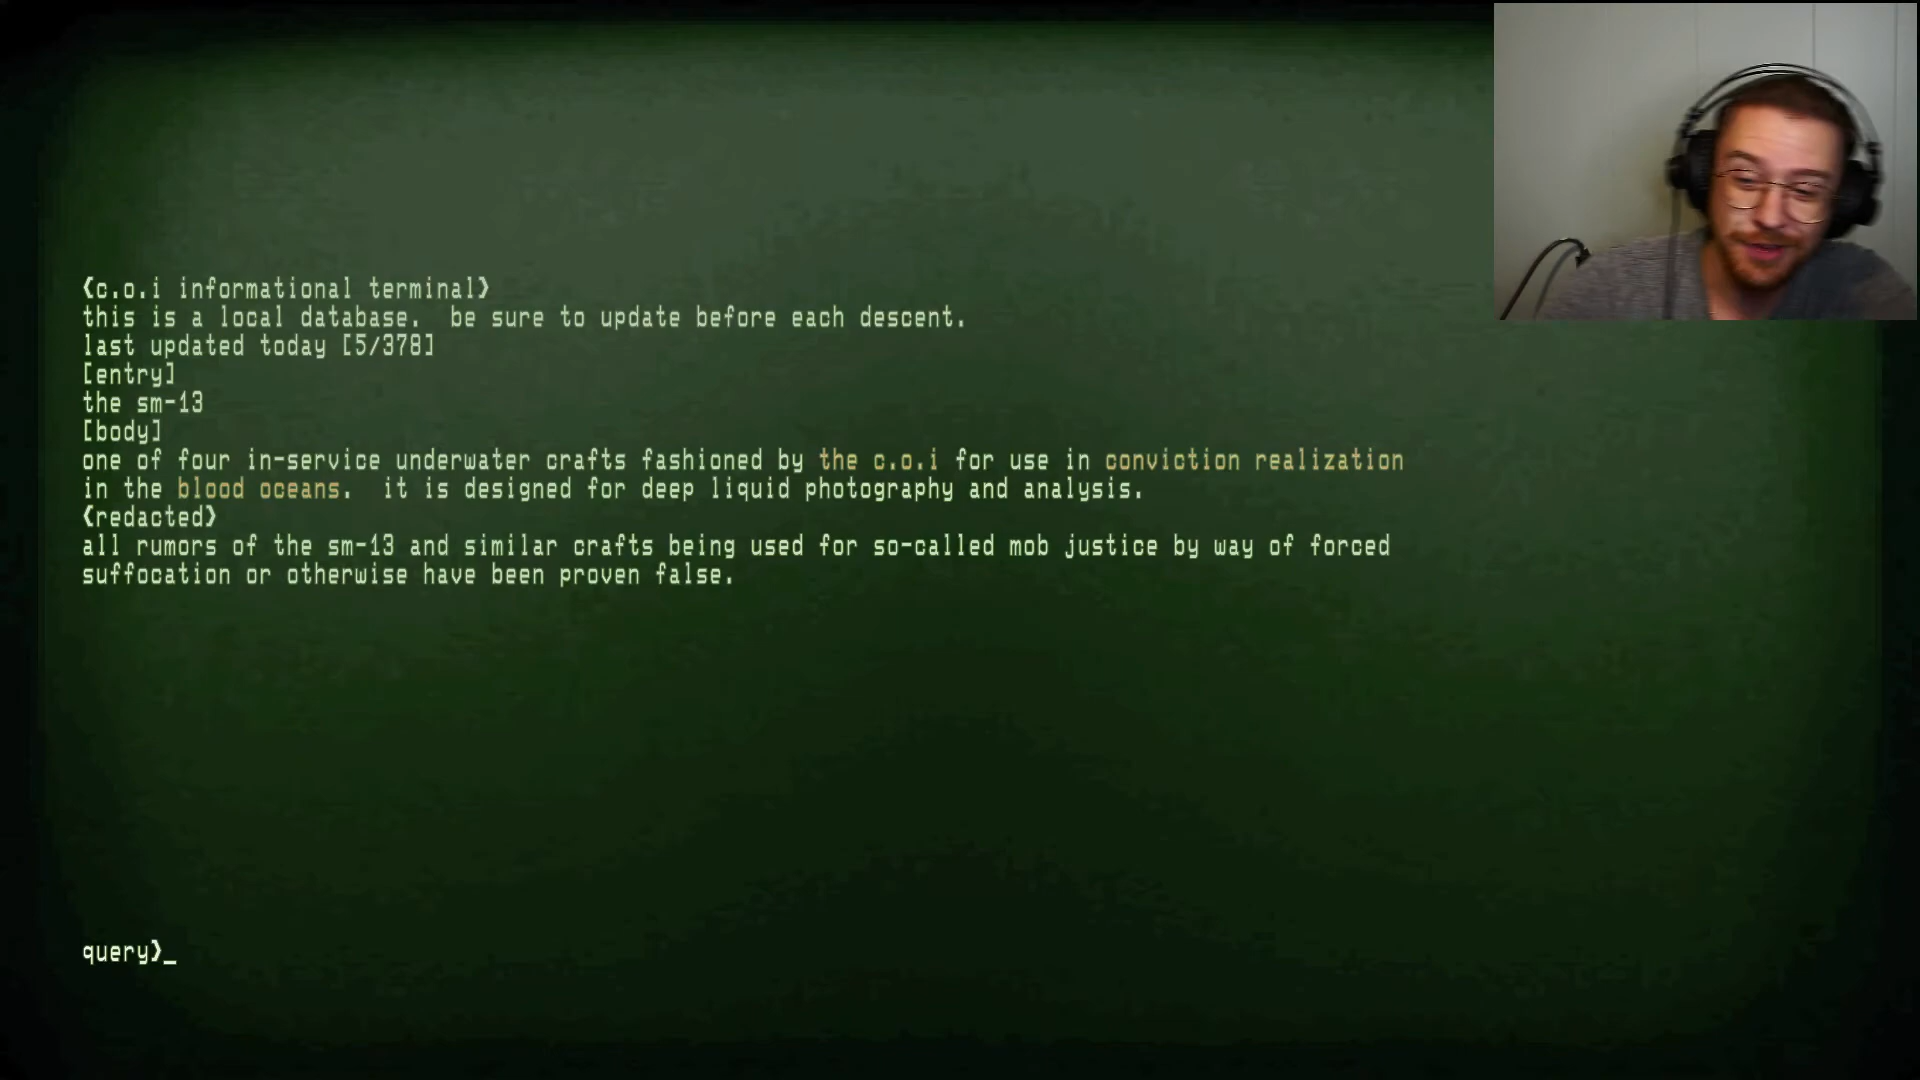 <c.o.i informational terminal>
this is a local database.  be sure to update before each descent.
last updated today [5/378]
[entry]
the sm-13
[body]
one of four in-service underwater crafts fashioned by the c.o.i for use in conviction realization
in the blood oceans.  it is designed for deep liquid photography and analysis.
<redacted>
all rumors of the sm-13 and similar crafts being used for so-called mob justice by way of forced
suffocation or otherwise have been proven false.
query>_